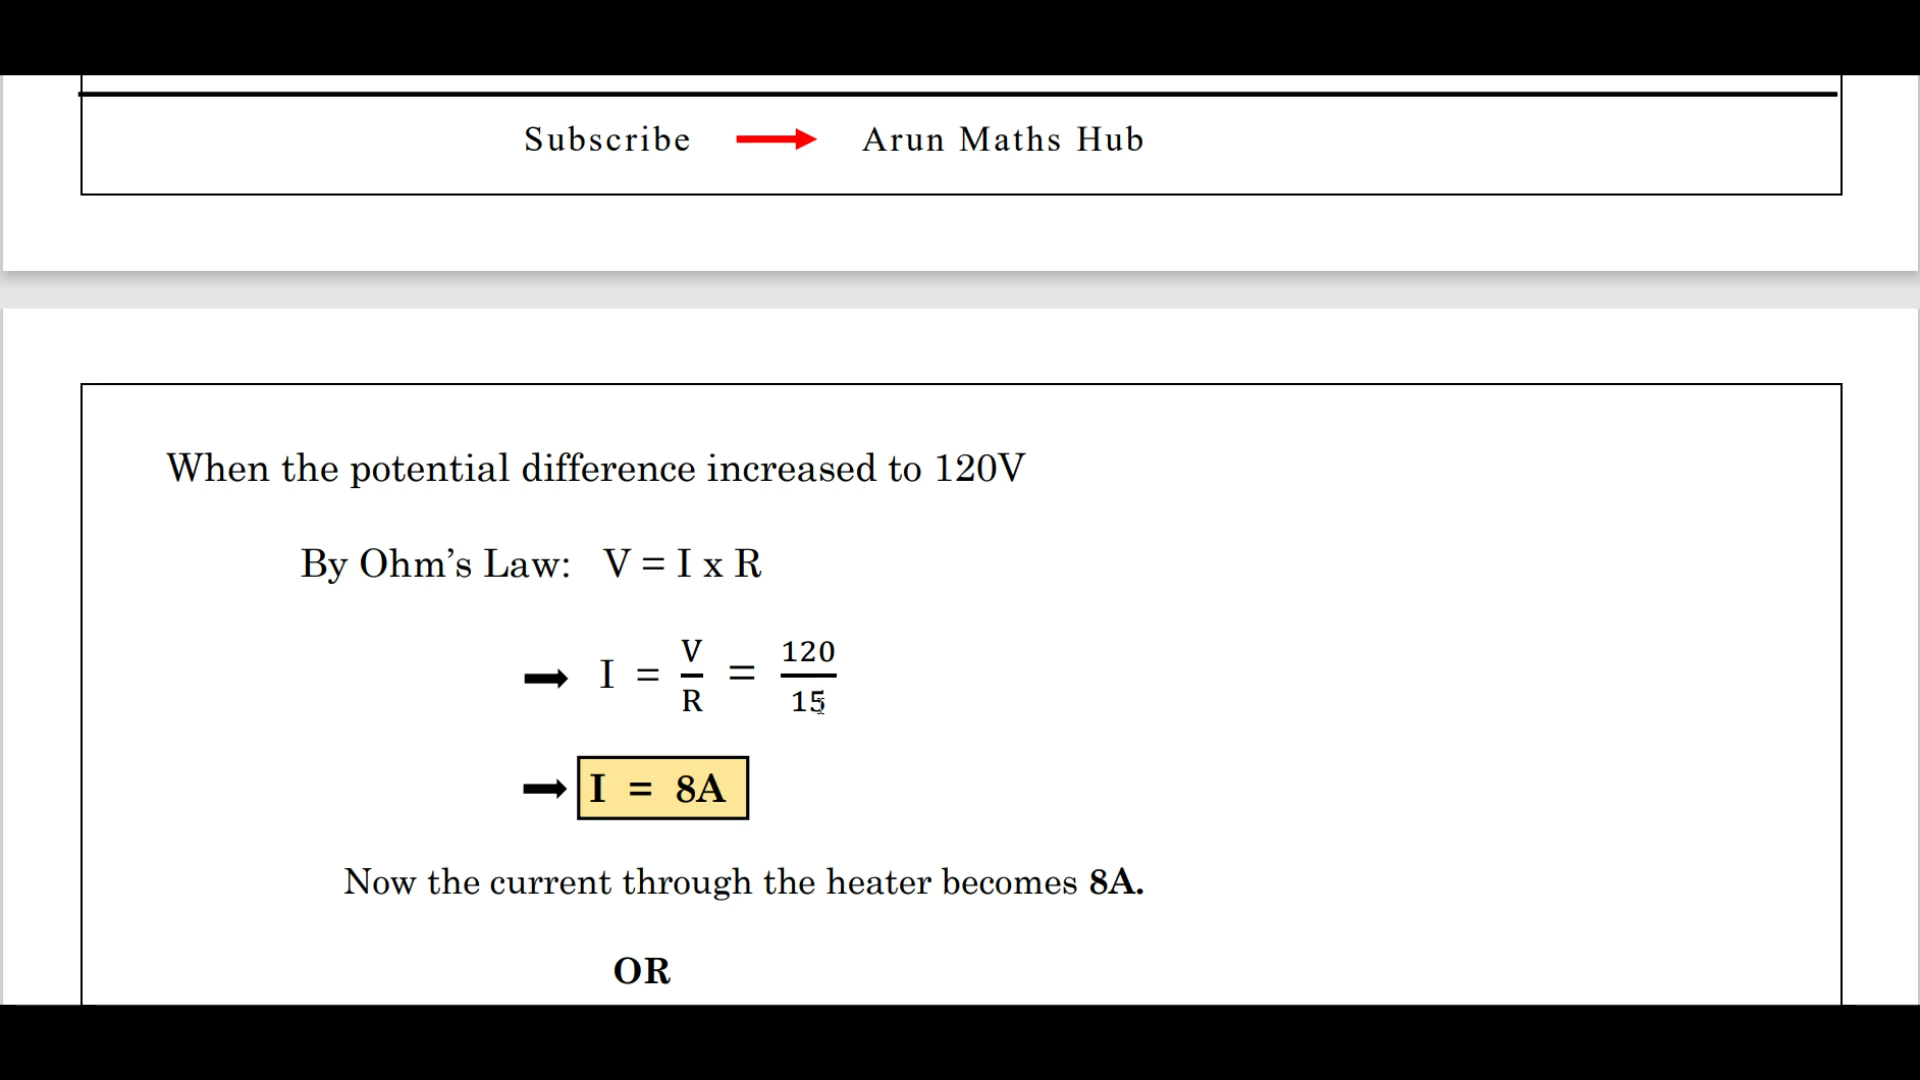 Subscribe → Arun Maths Hub
When the potential difference increased to 120V
By Ohm’s Law: V = I x R
➡ I = V/R = 120/15
➡ I = 8A
Now the current through the heater becomes 8A.
OR